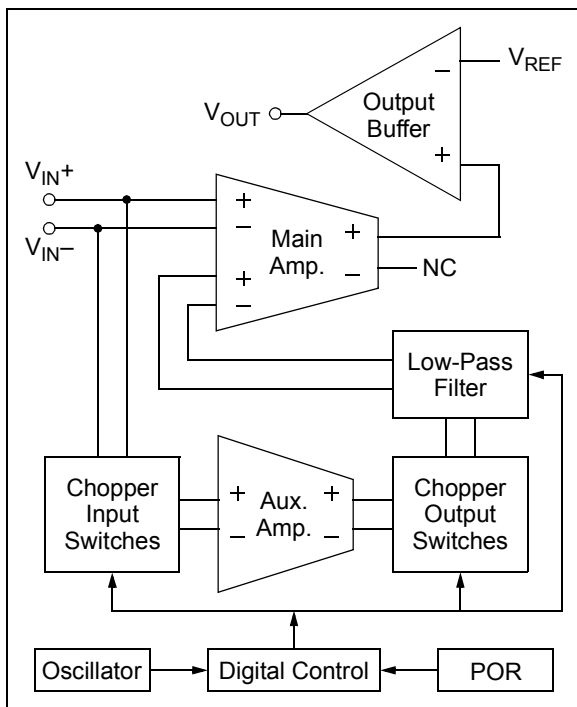 V_REF
−
Output
Buffer
V_OUT
+
V_IN+
V_IN−
+
−
Main
Amp.
+
−
+
−
NC
Low-Pass
Filter
Chopper
Input
Switches
+
−
Aux.
Amp.
+
−
Chopper
Output
Switches
Oscillator
Digital Control
POR